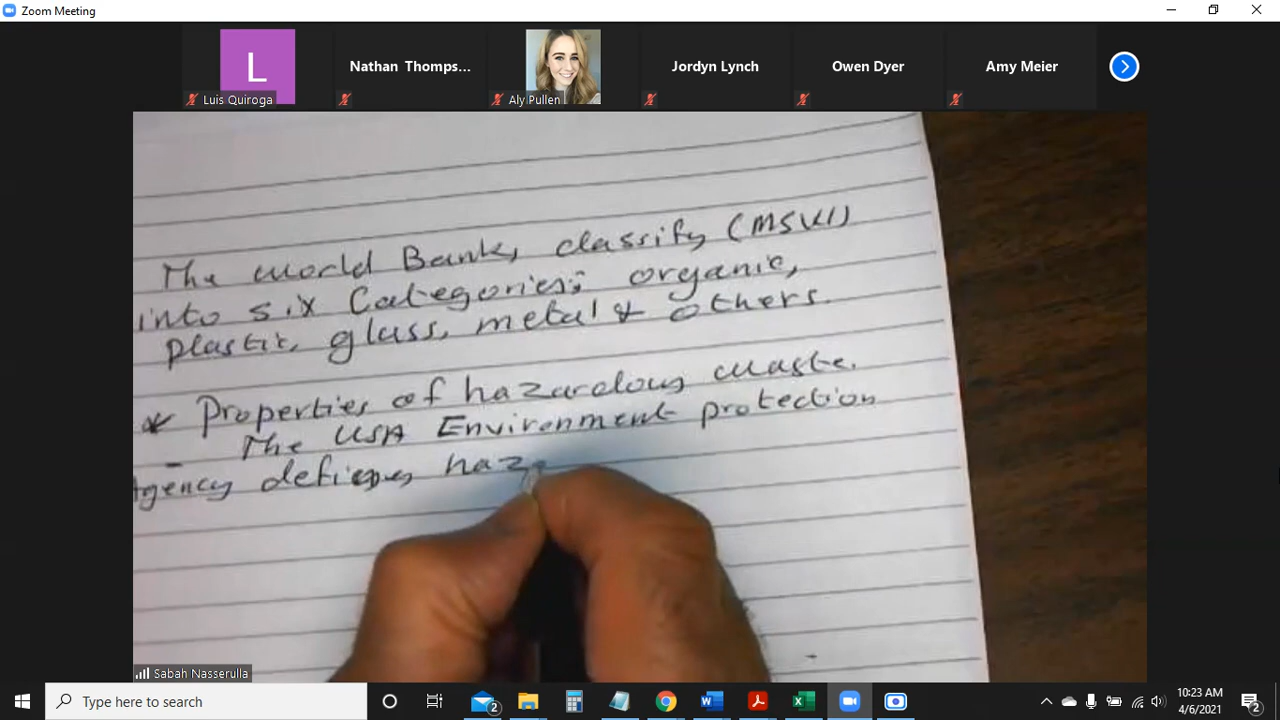 Zoom Meeting
L
Luis Quiroga
Nathan Thomps...
Aly Pullen
Jordyn Lynch
Owen Dyer
Amy Meier
The world Bank, classify (MSW)
into six Categories; organic,
plastic, glass, metal & others.
* Properties of hazardous waste.
- The USA Environment protection
Agency defines haz
Sabah Nasserulla
Type here to search
2
10:23 AM
4/6/2021
2